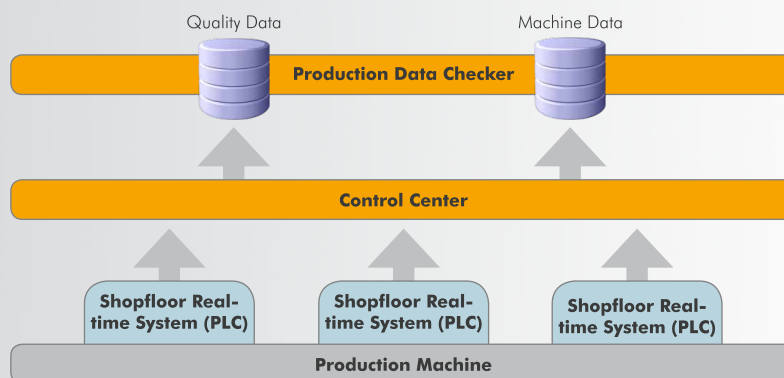 Quality Data
Machine Data
Production Data Checker
Control Center
Shopfloor Real-
time System (PLC)
Shopfloor Real-
time System (PLC)
Shopfloor Real-
time System (PLC)
Production Machine